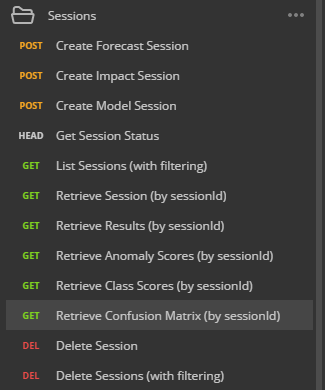 Sessions
POST Create Forecast Session
POST Create Impact Session
POST Create Model Session
HEAD Get Session Status
GET List Sessions (with filtering)
GET Retrieve Session (by sessionId)
GET Retrieve Results (by sessionId)
GET Retrieve Anomaly Scores (by sessionId)
GET Retrieve Class Scores (by sessionId)
GET Retrieve Confusion Matrix (by sessionId)
DEL Delete Session
DEL Delete Sessions (with filtering)